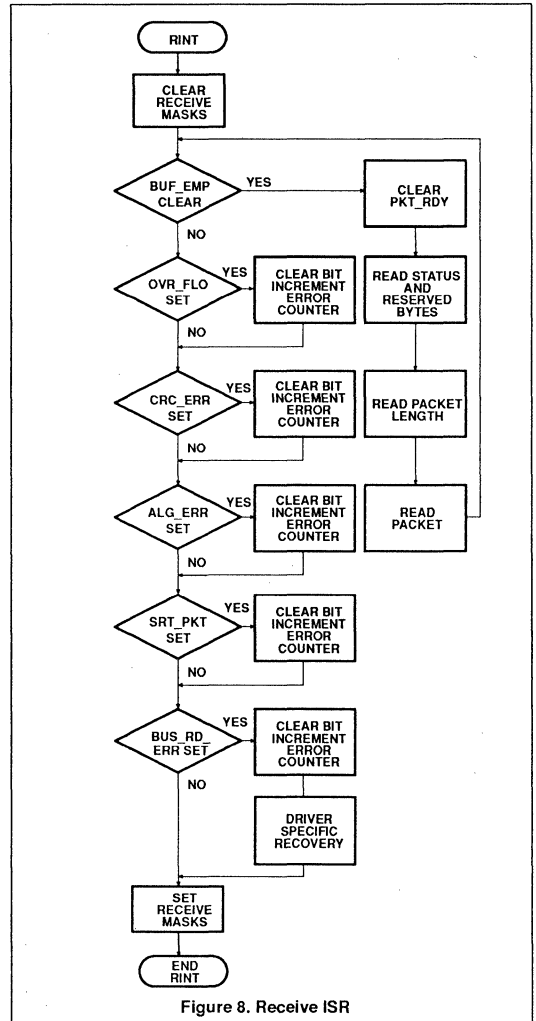 RINT
CLEAR
RECEIVE
MASKS
BUF_EMP
CLEAR
YES
NO
CLEAR
PKT_RDY
READ STATUS
AND
RESERVED
BYTES
READ PACKET
LENGTH
READ
PACKET
OVR_FLO
SET
YES
NO
CLEAR BIT
INCREMENT
ERROR
COUNTER
CRC_ERR
SET
YES
NO
CLEAR BIT
INCREMENT
ERROR
COUNTER
ALG_ERR
SET
YES
NO
CLEAR BIT
INCREMENT
ERROR
COUNTER
SRT_PKT
SET
YES
NO
CLEAR BIT
INCREMENT
ERROR
COUNTER
BUS_RD_
ERR SET
YES
NO
CLEAR BIT
INCREMENT
ERROR
COUNTER
DRIVER
SPECIFIC
RECOVERY
SET
RECEIVE
MASKS
END
RINT
Figure 8. Receive ISR